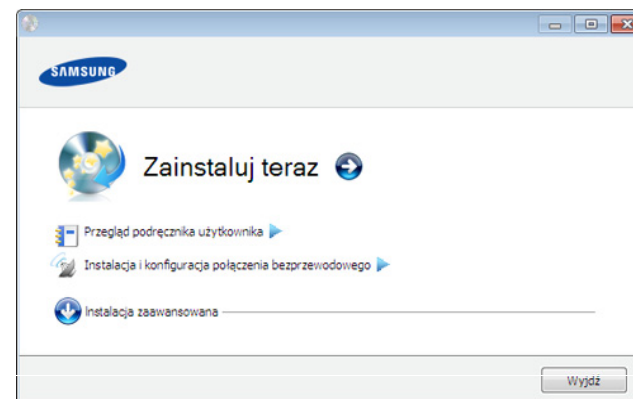 SAMSUNG
Zainstaluj teraz
Przegląd podręcznika użytkownika
Instalacja i konfiguracja połączenia bezprzewodowego
Instalacja zaawansowana
Wyjdź